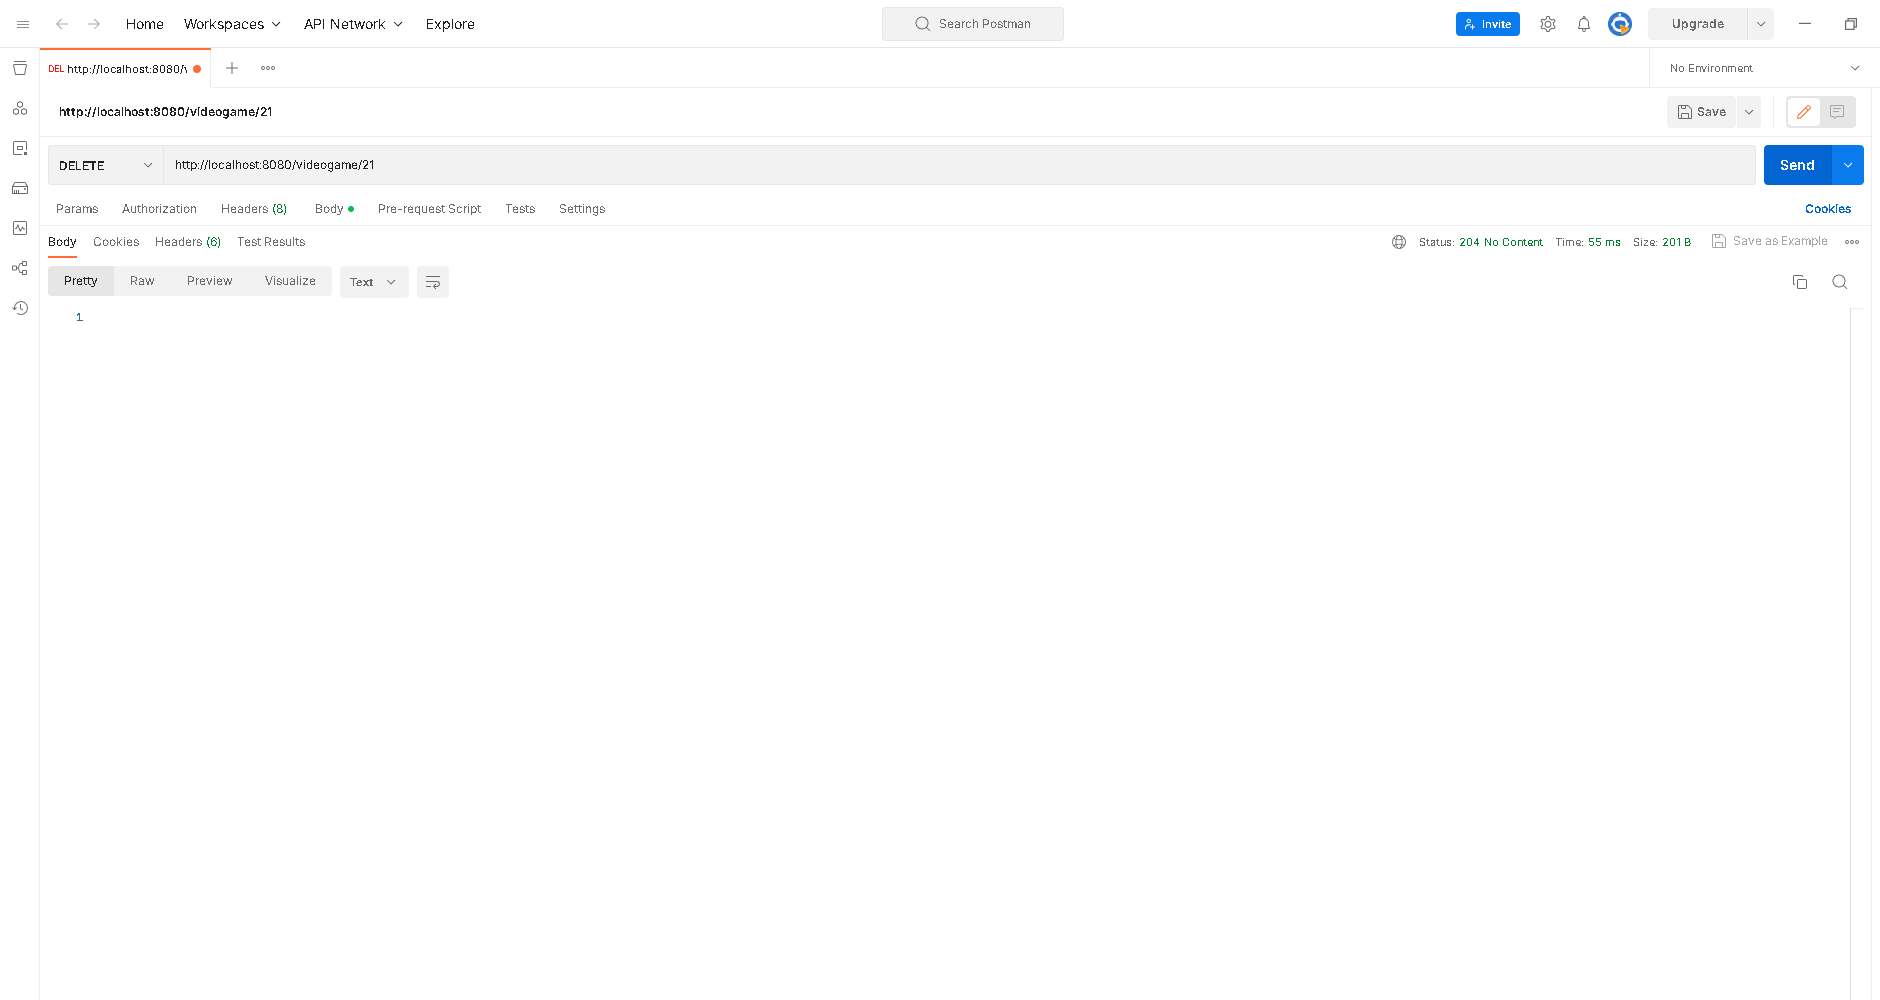 Home Workspaces API Network Explore Search Postman Invite Upgrade
DEL http://localhost:8080/v No Environment
http://localhost:8080/videogame/21 Save
DELETE http://localhost:8080/videogame/21 Send
Params Authorization Headers (8) Body Pre-request Script Tests Settings Cookies
Body Cookies Headers (6) Test Results Status: 204 No Content Time: 55 ms Size: 201 B Save as Example
Pretty Raw Preview Visualize Text
1